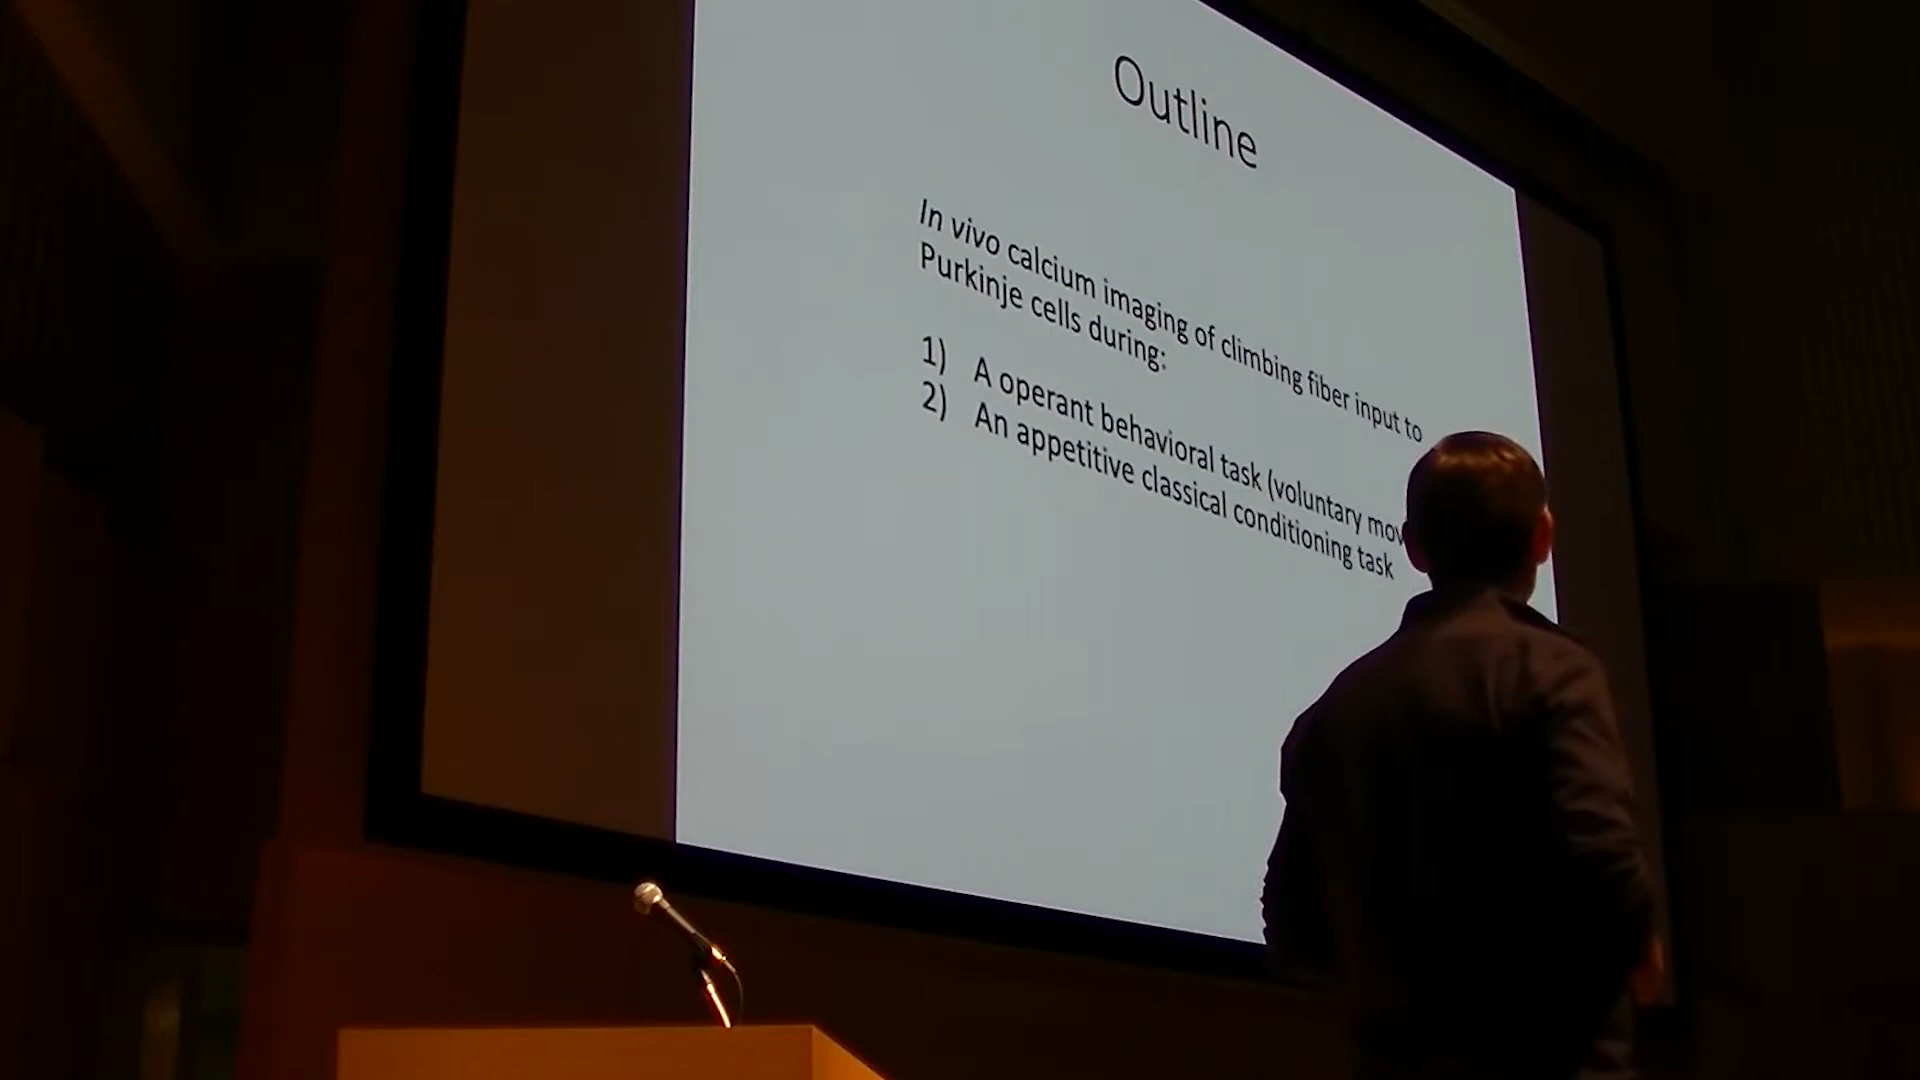 Outline
In vivo calcium imaging of climbing fiber input to
Purkinje cells during:
1) A operant behavioral task (voluntary
2) An appetitive classical conditioning task